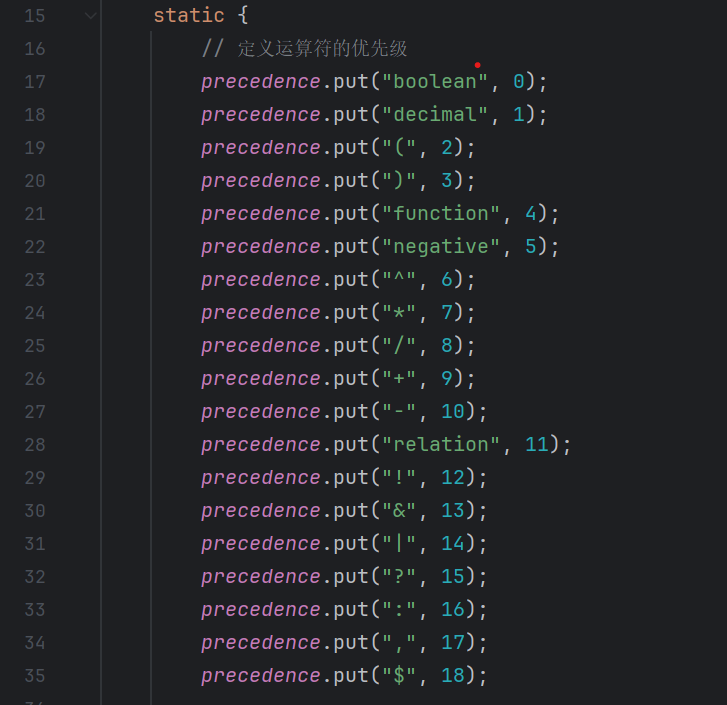 15 static {
16 // 定义运算符的优先级
17 precedence.put("boolean", 0);
18 precedence.put("decimal", 1);
19 precedence.put("(", 2);
20 precedence.put(")", 3);
21 precedence.put("function", 4);
22 precedence.put("negative", 5);
23 precedence.put("^", 6);
24 precedence.put("*", 7);
25 precedence.put("/", 8);
26 precedence.put("+", 9);
27 precedence.put("-", 10);
28 precedence.put("relation", 11);
29 precedence.put("!", 12);
30 precedence.put("&", 13);
31 precedence.put("|", 14);
32 precedence.put("?", 15);
33 precedence.put(":", 16);
34 precedence.put(",", 17);
35 precedence.put("$", 18);